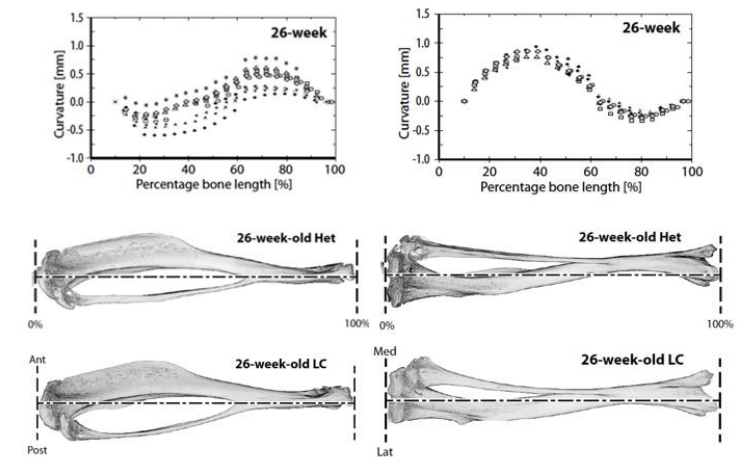 1.5
1.0
0.5
0.0
-0.5
-1.0
Curvature [mm]
26-week
0 20 40 60 80 100
Percentage bone length [%]
1.5
1.0
0.5
0.0
-0.5
-1.0
Curvature [mm]
26-week
0 20 40 60 80 100
Percentage bone length [%]
26-week-old Het
0% 100%
26-week-old Het
0% 100%
Ant
26-week-old LC
Post
Med
26-week-old LC
Lat